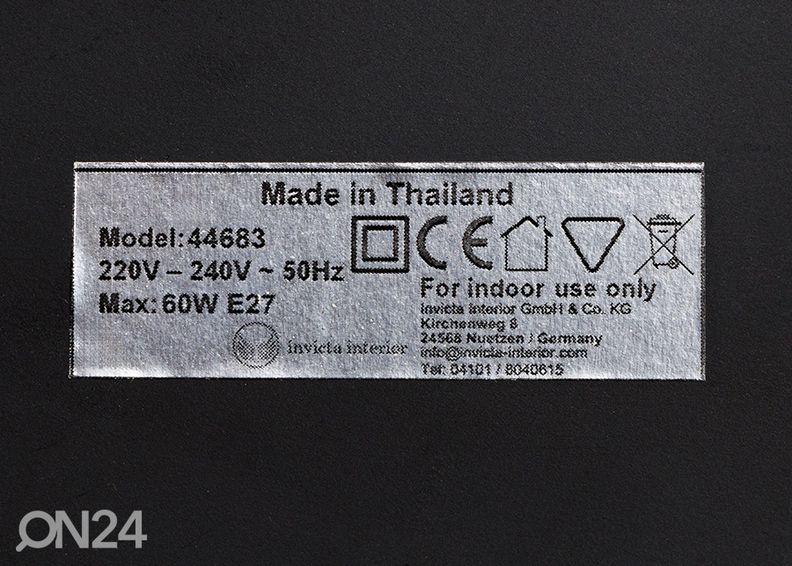 Made in Thailand
Model:44683
220V – 240V ~ 50Hz
Max: 60W E27
CE
For indoor use only
Invicta Interior GmbH & Co. KG
Kirchenweg 8
24568 Nuetzen / Germany
info@invicta-interior.com
Tel: 04101 / 8040615
invicta interior
ON24